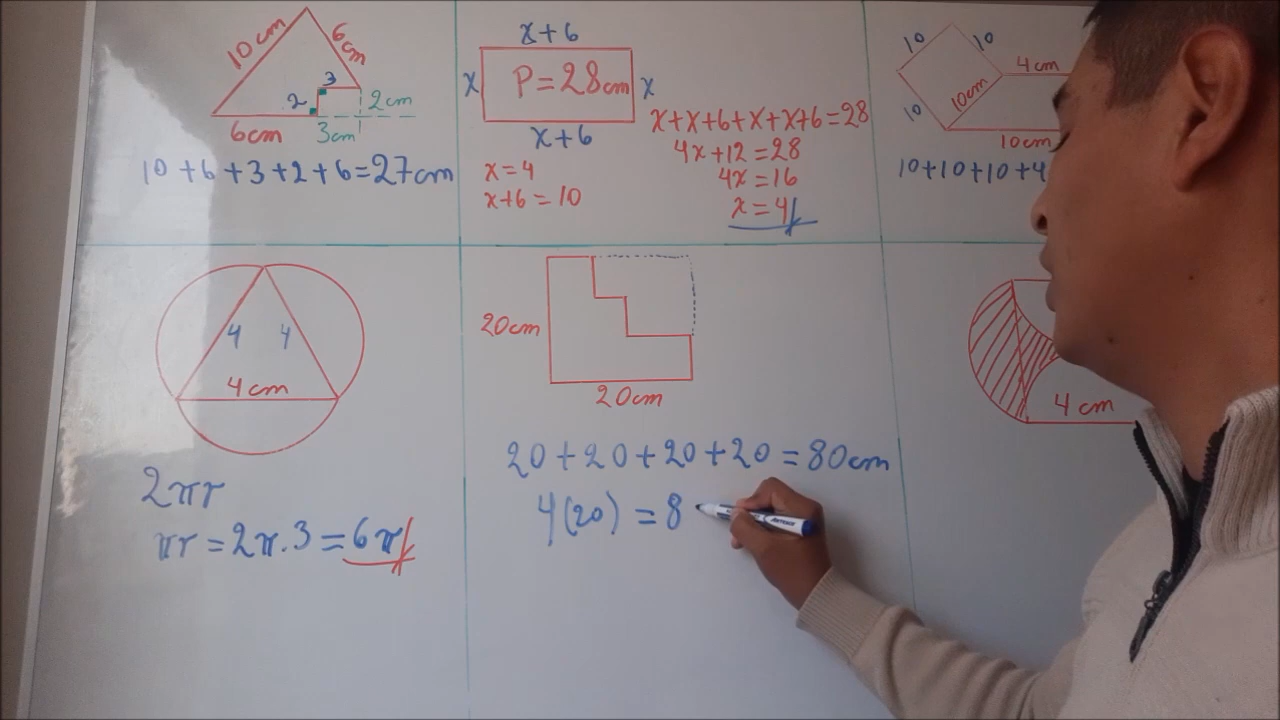 10cm
6cm
3
2
2cm
6cm
3cm
10+6+3+2+6=27cm
x+6
x
P=28cm
x
x+6
x=4
x+6=10
x+x+6+x+x+6=28
4x+12=28
4x=16
x=4
10
10
4cm
10cm
10
10cm
10+10+10+4
4
4
4cm
2πr
πr=2π.3=6π
20cm
20cm
20+20+20+20=80cm
4(20)=8
4cm